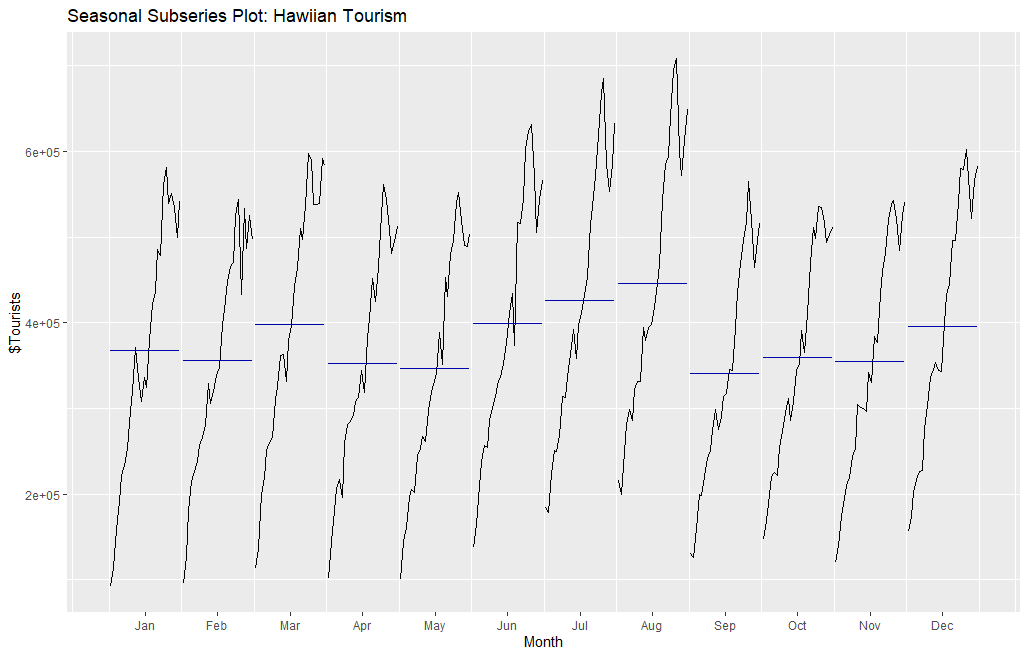 Seasonal Subseries Plot: Hawiian Tourism
$Tourists
6e+05
4e+05
2e+05
Jan Feb Mar Apr May Jun Jul Aug Sep Oct Nov Dec
Month